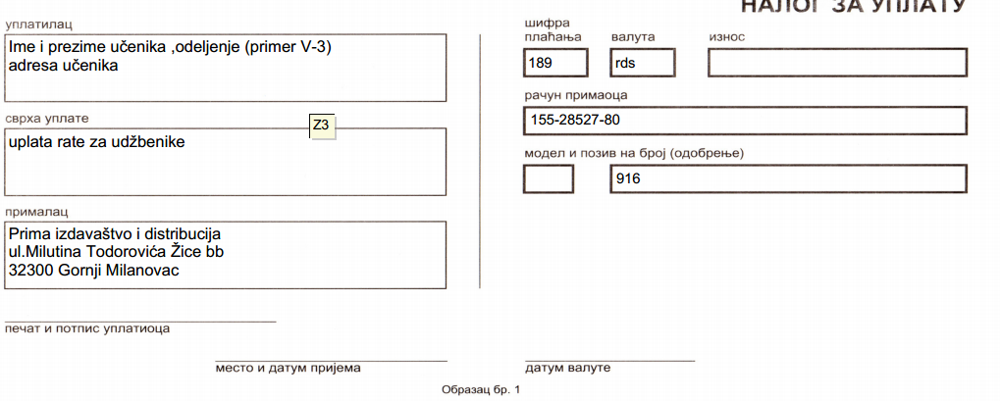 НАЛОГ ЗА УПЛАТУ
уплатилац
Ime i prezime učenika ,odeljenje (primer V-3)
adresa učenika
сврха уплате
Z3
uplata rate za udžbenike
прималац
Prima izdavaštvo i distribucija
ul.Milutina Todorovića Žice bb
32300 Gornji Milanovac
печат и потпис уплатиоца
место и датум пријема
шифра
плаћања
валута
износ
189
rds
рачун примаоца
155-28527-80
модел и позив на број (одобрење)
916
датум валуте
Образац бр. 1